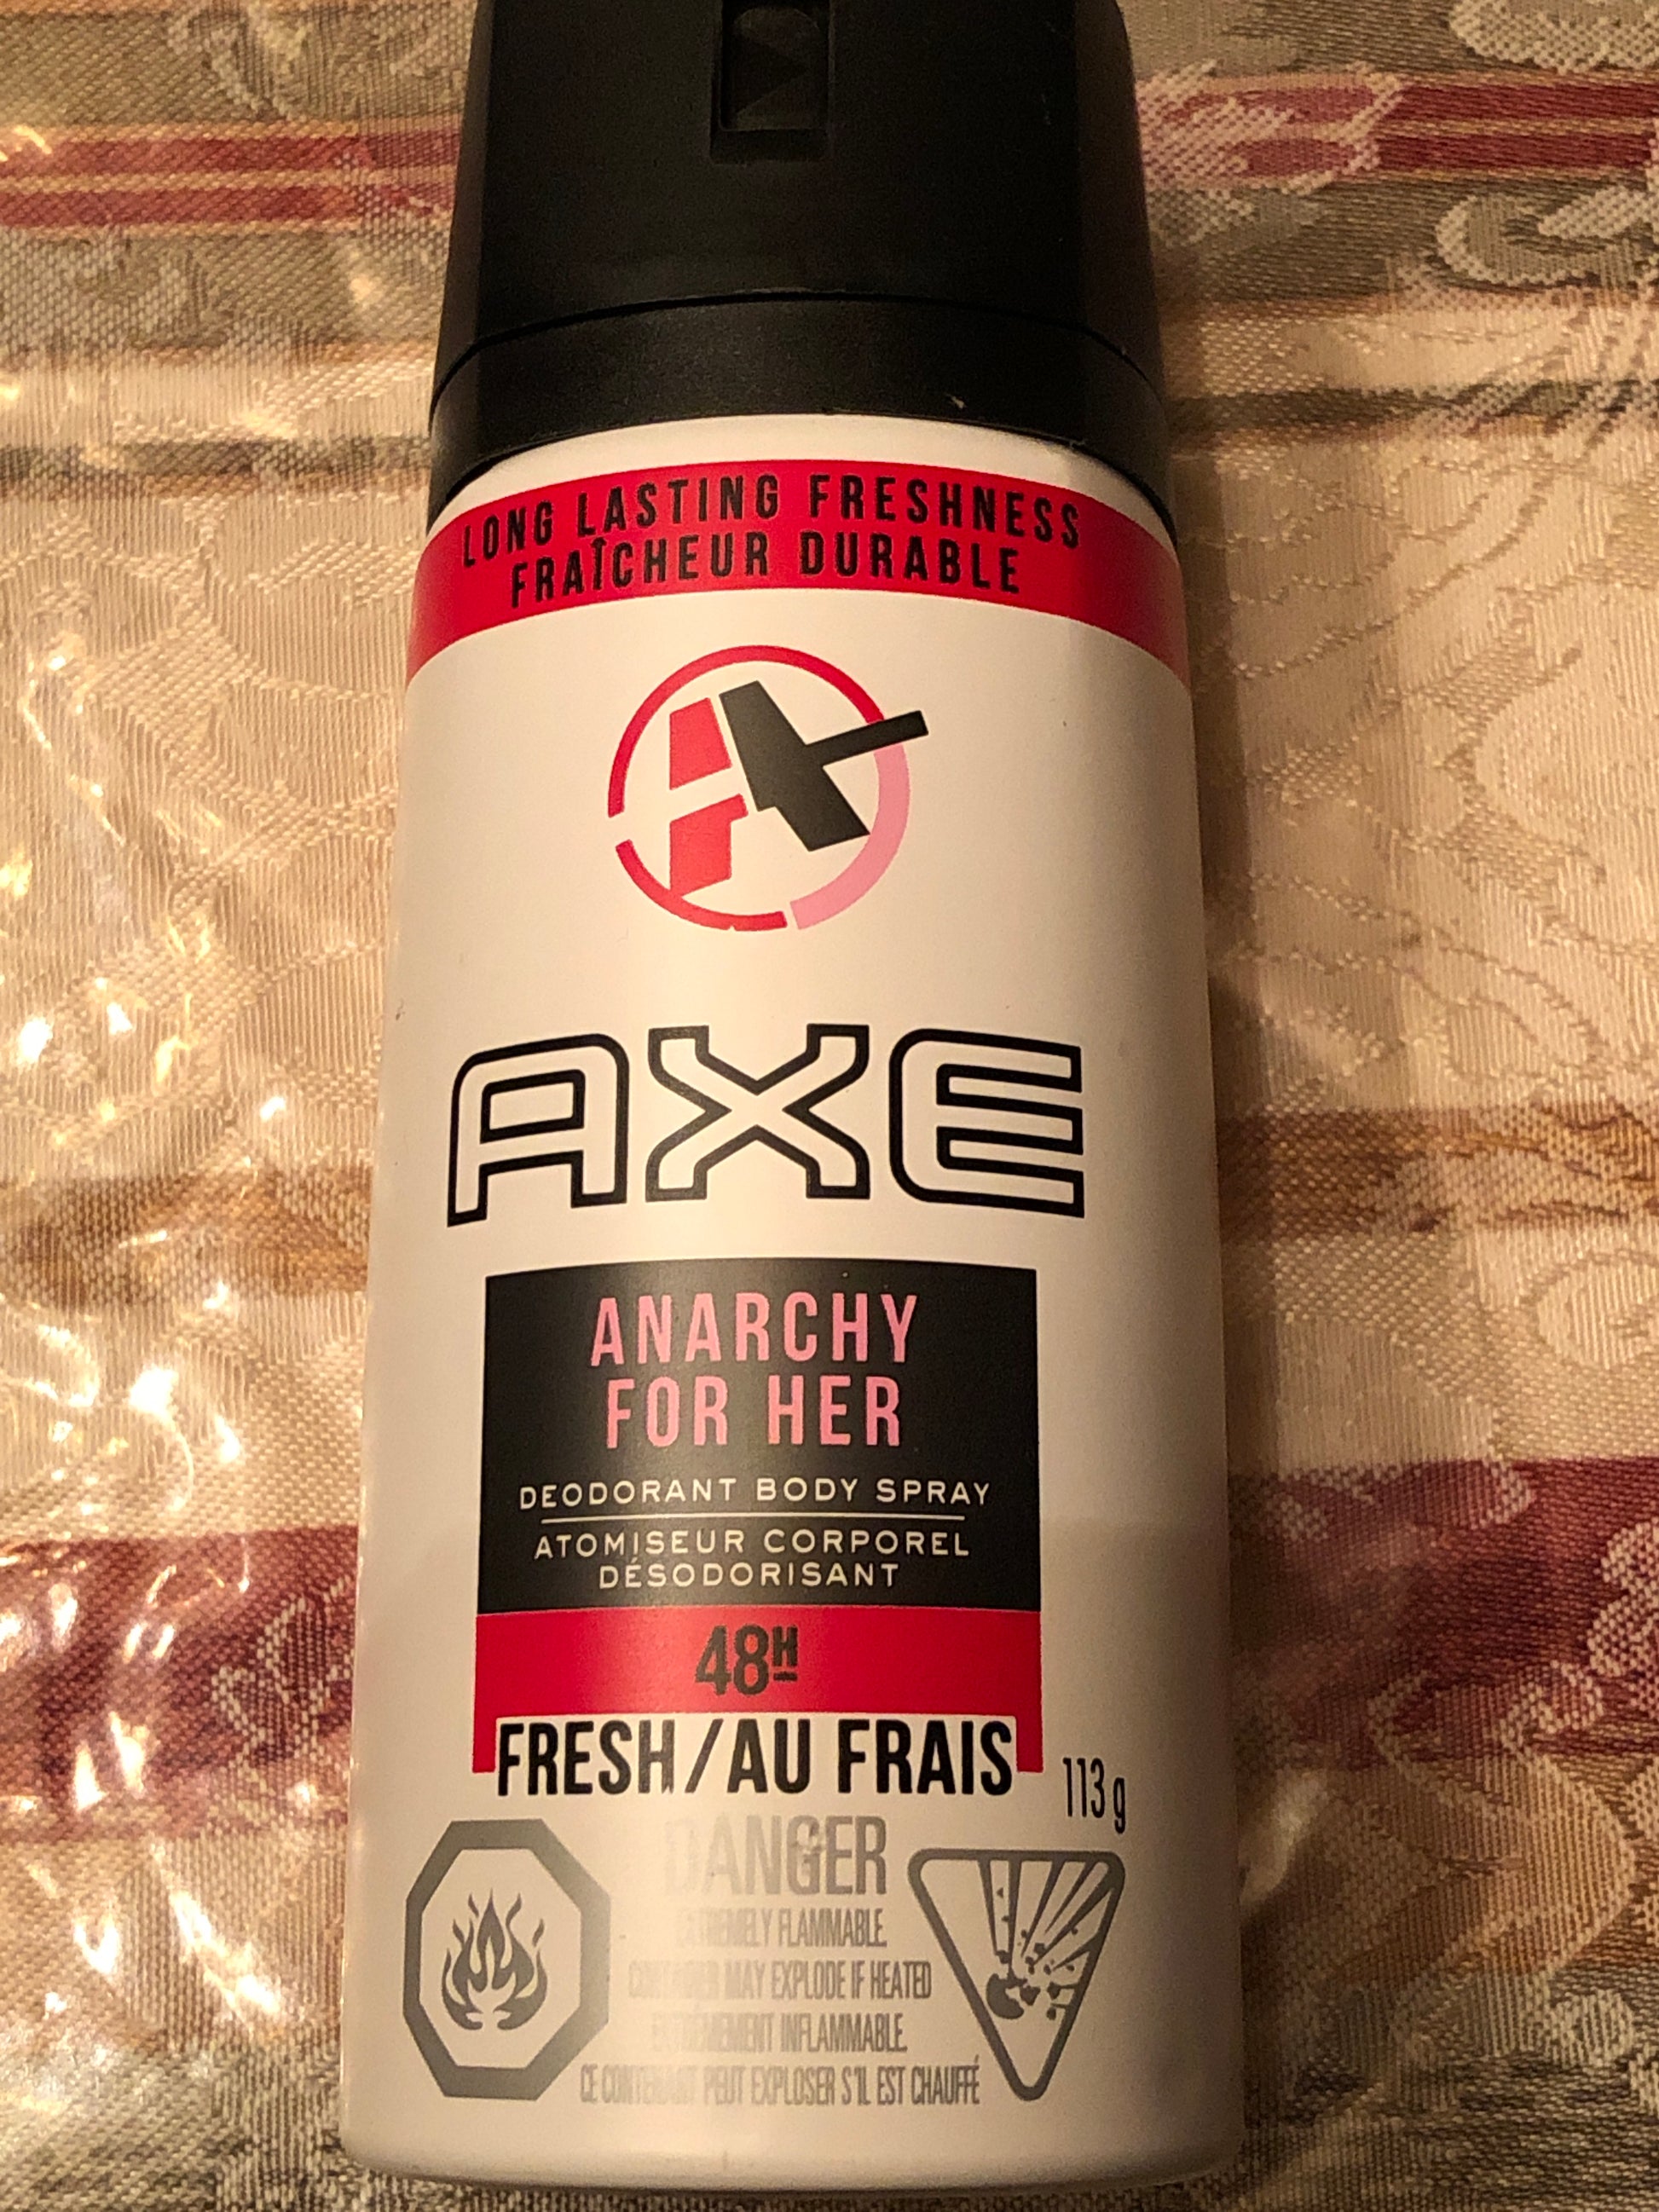 LONG LASTING FRESHNESS
FRAÎCHEUR DURABLE
AXE
ANARCHY
FOR HER
DEODORANT BODY SPRAY
ATOMISEUR CORPOREL
DÉSODORISANT
48H
FRESH/AU FRAIS
113 g
DANGER
EXTREMELY FLAMMABLE.
CONTAINER MAY EXPLODE IF HEATED
EXTRÊMEMENT INFLAMMABLE.
CE CONTENANT PEUT EXPLOSER S'IL EST CHAUFFÉ